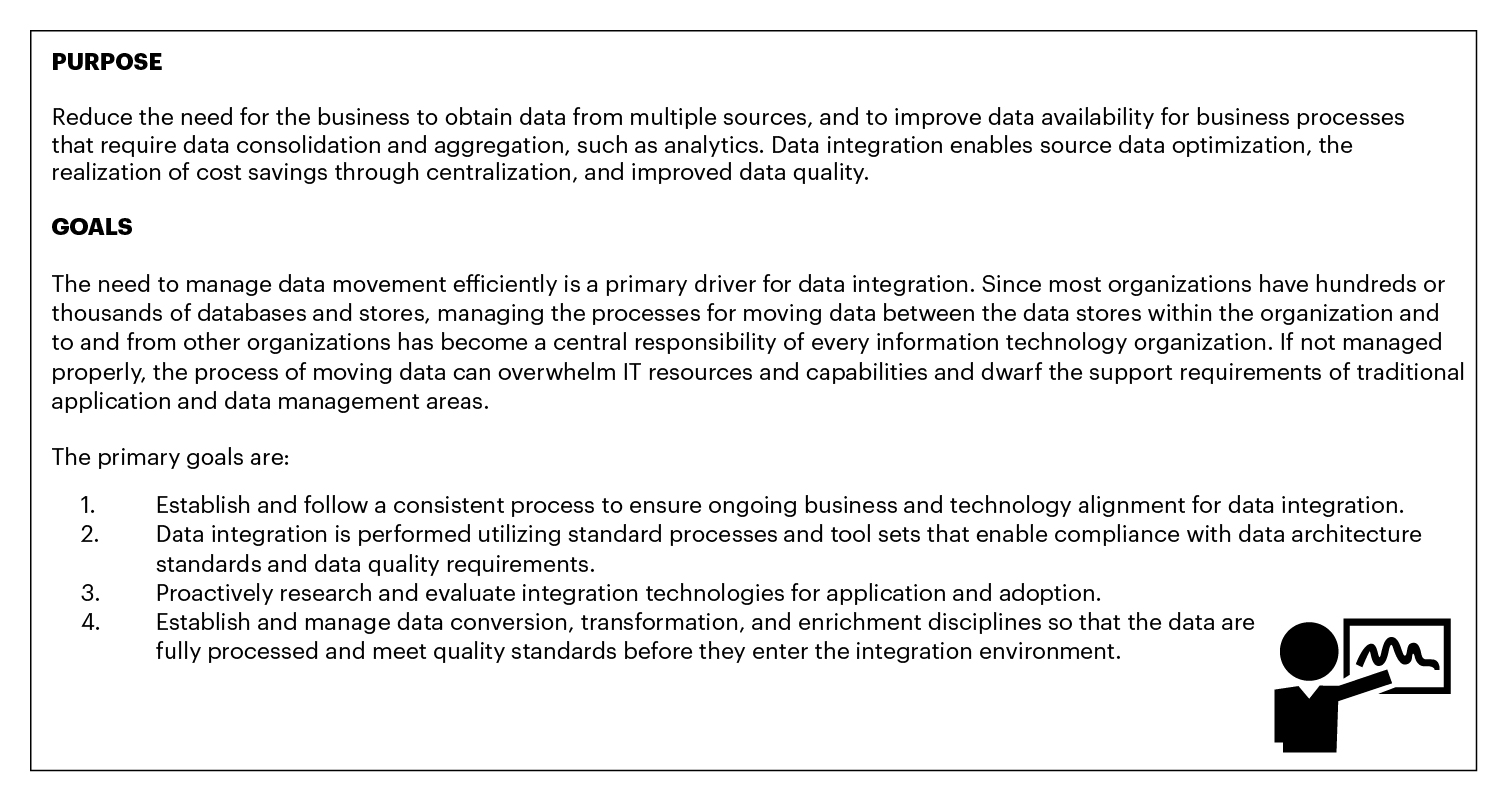 PURPOSE
Reduce the need for the business to obtain data from multiple sources, and to improve data availability for business processes
that require data consolidation and aggregation, such as analytics. Data integration enables source data optimization, the
realization of cost savings through centralization, and improved data quality.
GOALS
The need to manage data movement efficiently is a primary driver for data integration. Since most organizations have hundreds or
thousands of databases and stores, managing the processes for moving data between the data stores within the organization and
to and from other organizations has become a central responsibility of every information technology organization. If not managed
properly, the process of moving data can overwhelm IT resources and capabilities and dwarf the support requirements of traditional
application and data management areas.
The primary goals are:
1. Establish and follow a consistent process to ensure ongoing business and technology alignment for data integration.
2. Data integration is performed utilizing standard processes and tool sets that enable compliance with data architecture
standards and data quality requirements.
3. Proactively research and evaluate integration technologies for application and adoption.
4. Establish and manage data conversion, transformation, and enrichment disciplines so that the data are
fully processed and meet quality standards before they enter the integration environment.